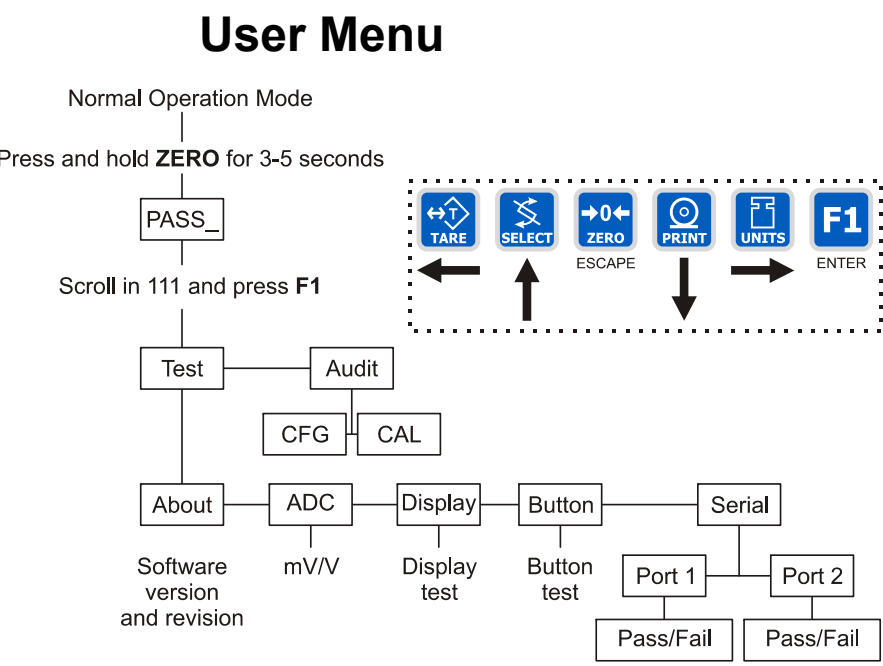 User Menu
Normal Operation Mode
Press and hold ZERO for 3-5 seconds
PASS_
Scroll in 111 and press F1
T
TARE
SELECT
→0←
ZERO
PRINT
UNITS
F1
ESCAPE
ENTER
Test
Audit
CFG
CAL
About
ADC
Display
Button
Serial
Software
version
and revision
mV/V
Display
test
Button
test
Port 1
Port 2
Pass/Fail
Pass/Fail